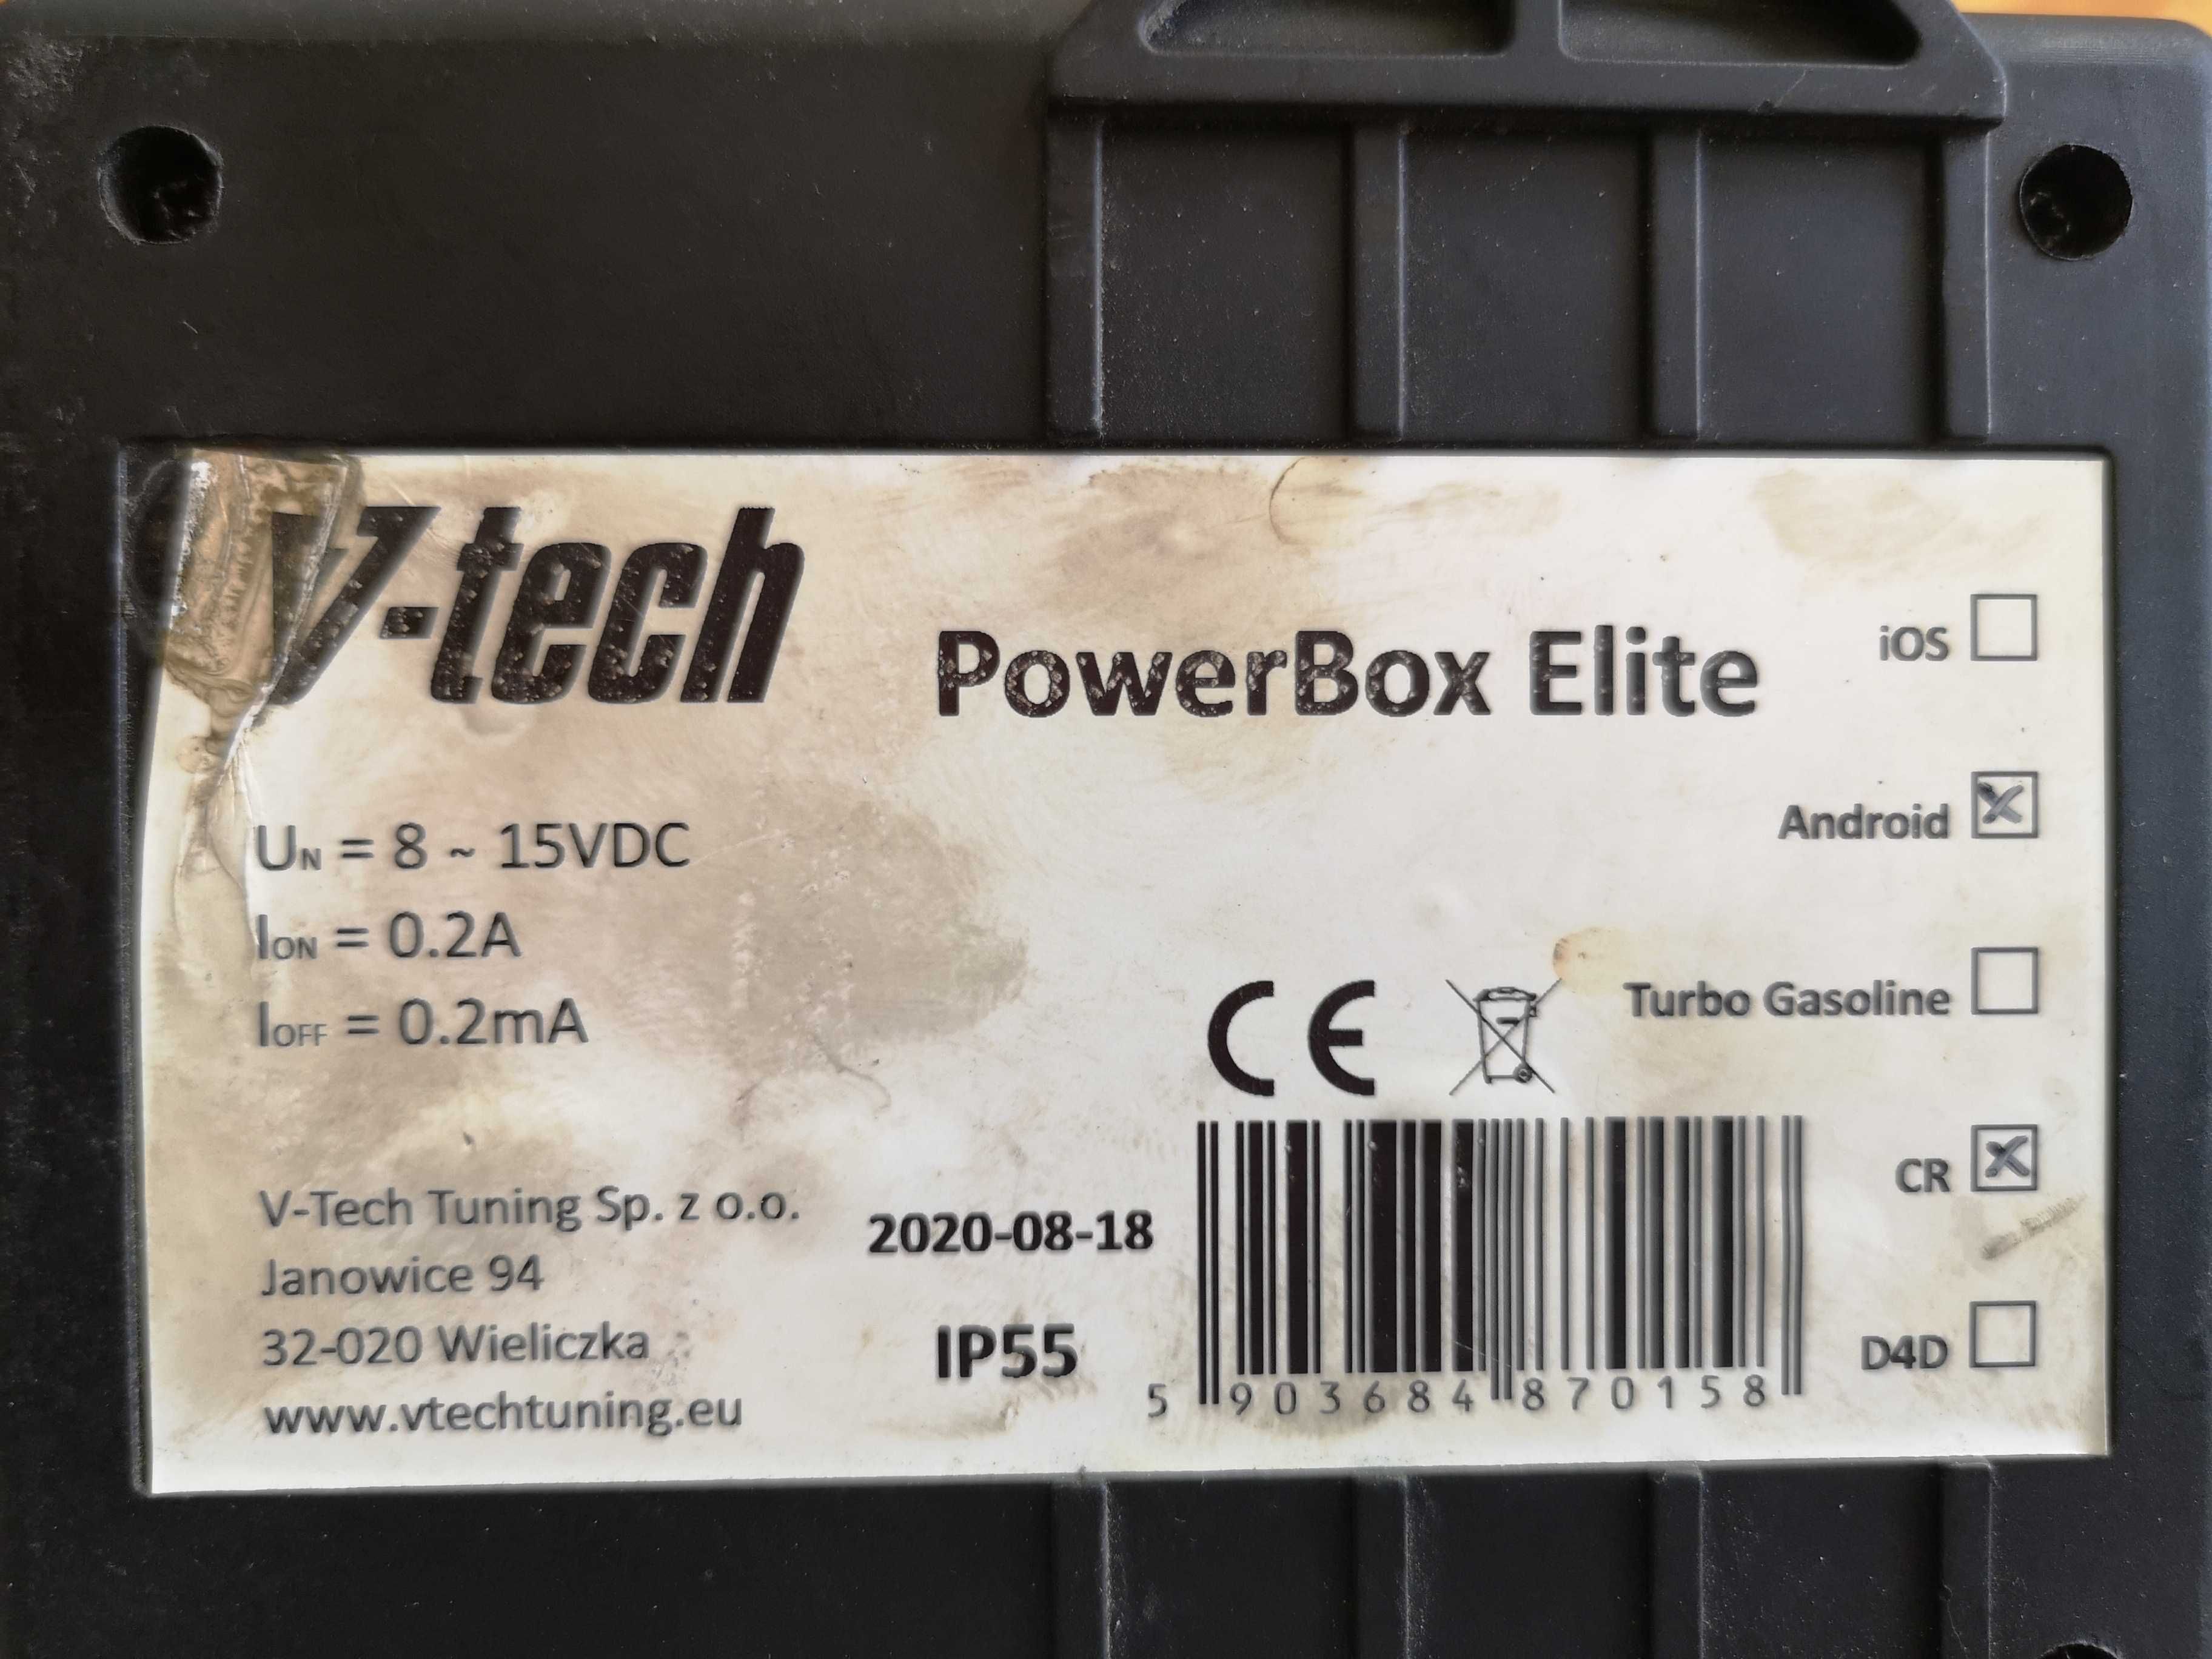 V-tech
PowerBox Elite
iOS
Android
UN = 8 ~ 15VDC
ION = 0.2A
IOFF = 0.2mA
CE
Turbo Gasoline
CR
D4D
V-Tech Tuning Sp. z o.o.
Janowice 94
32-020 Wieliczka
www.vtechtuning.eu
2020-08-18
IP55
5 903684 870158